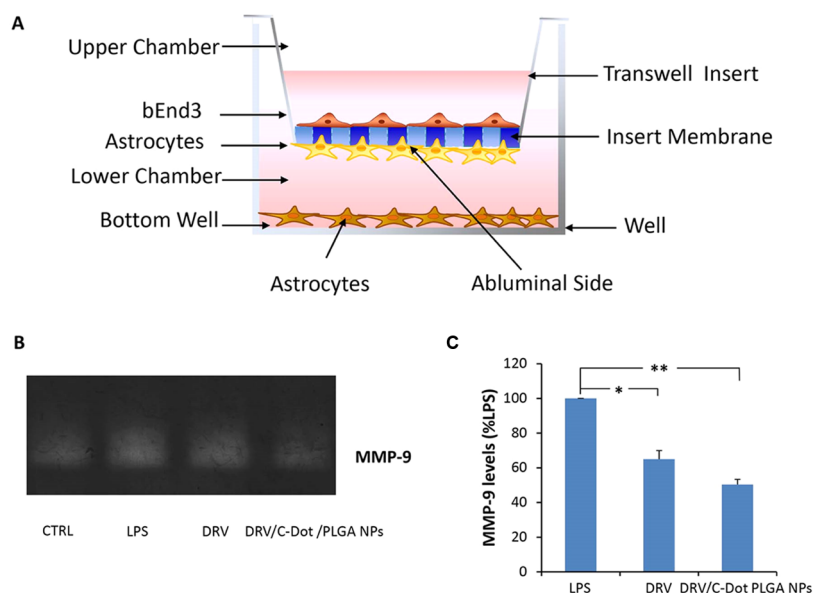 A
Upper Chamber
bEnd3
Astrocytes
Lower Chamber
Bottom Well
Astrocytes
Abluminal Side
Transwell Insert
Insert Membrane
Well
B
MMP-9
CTRL LPS DRV DRV/C-Dot /PLGA NPs
C
MMP-9 levels (%LPS)
120
100
80
60
40
20
0
* **
LPS DRV DRV/C-Dot PLGA NPs